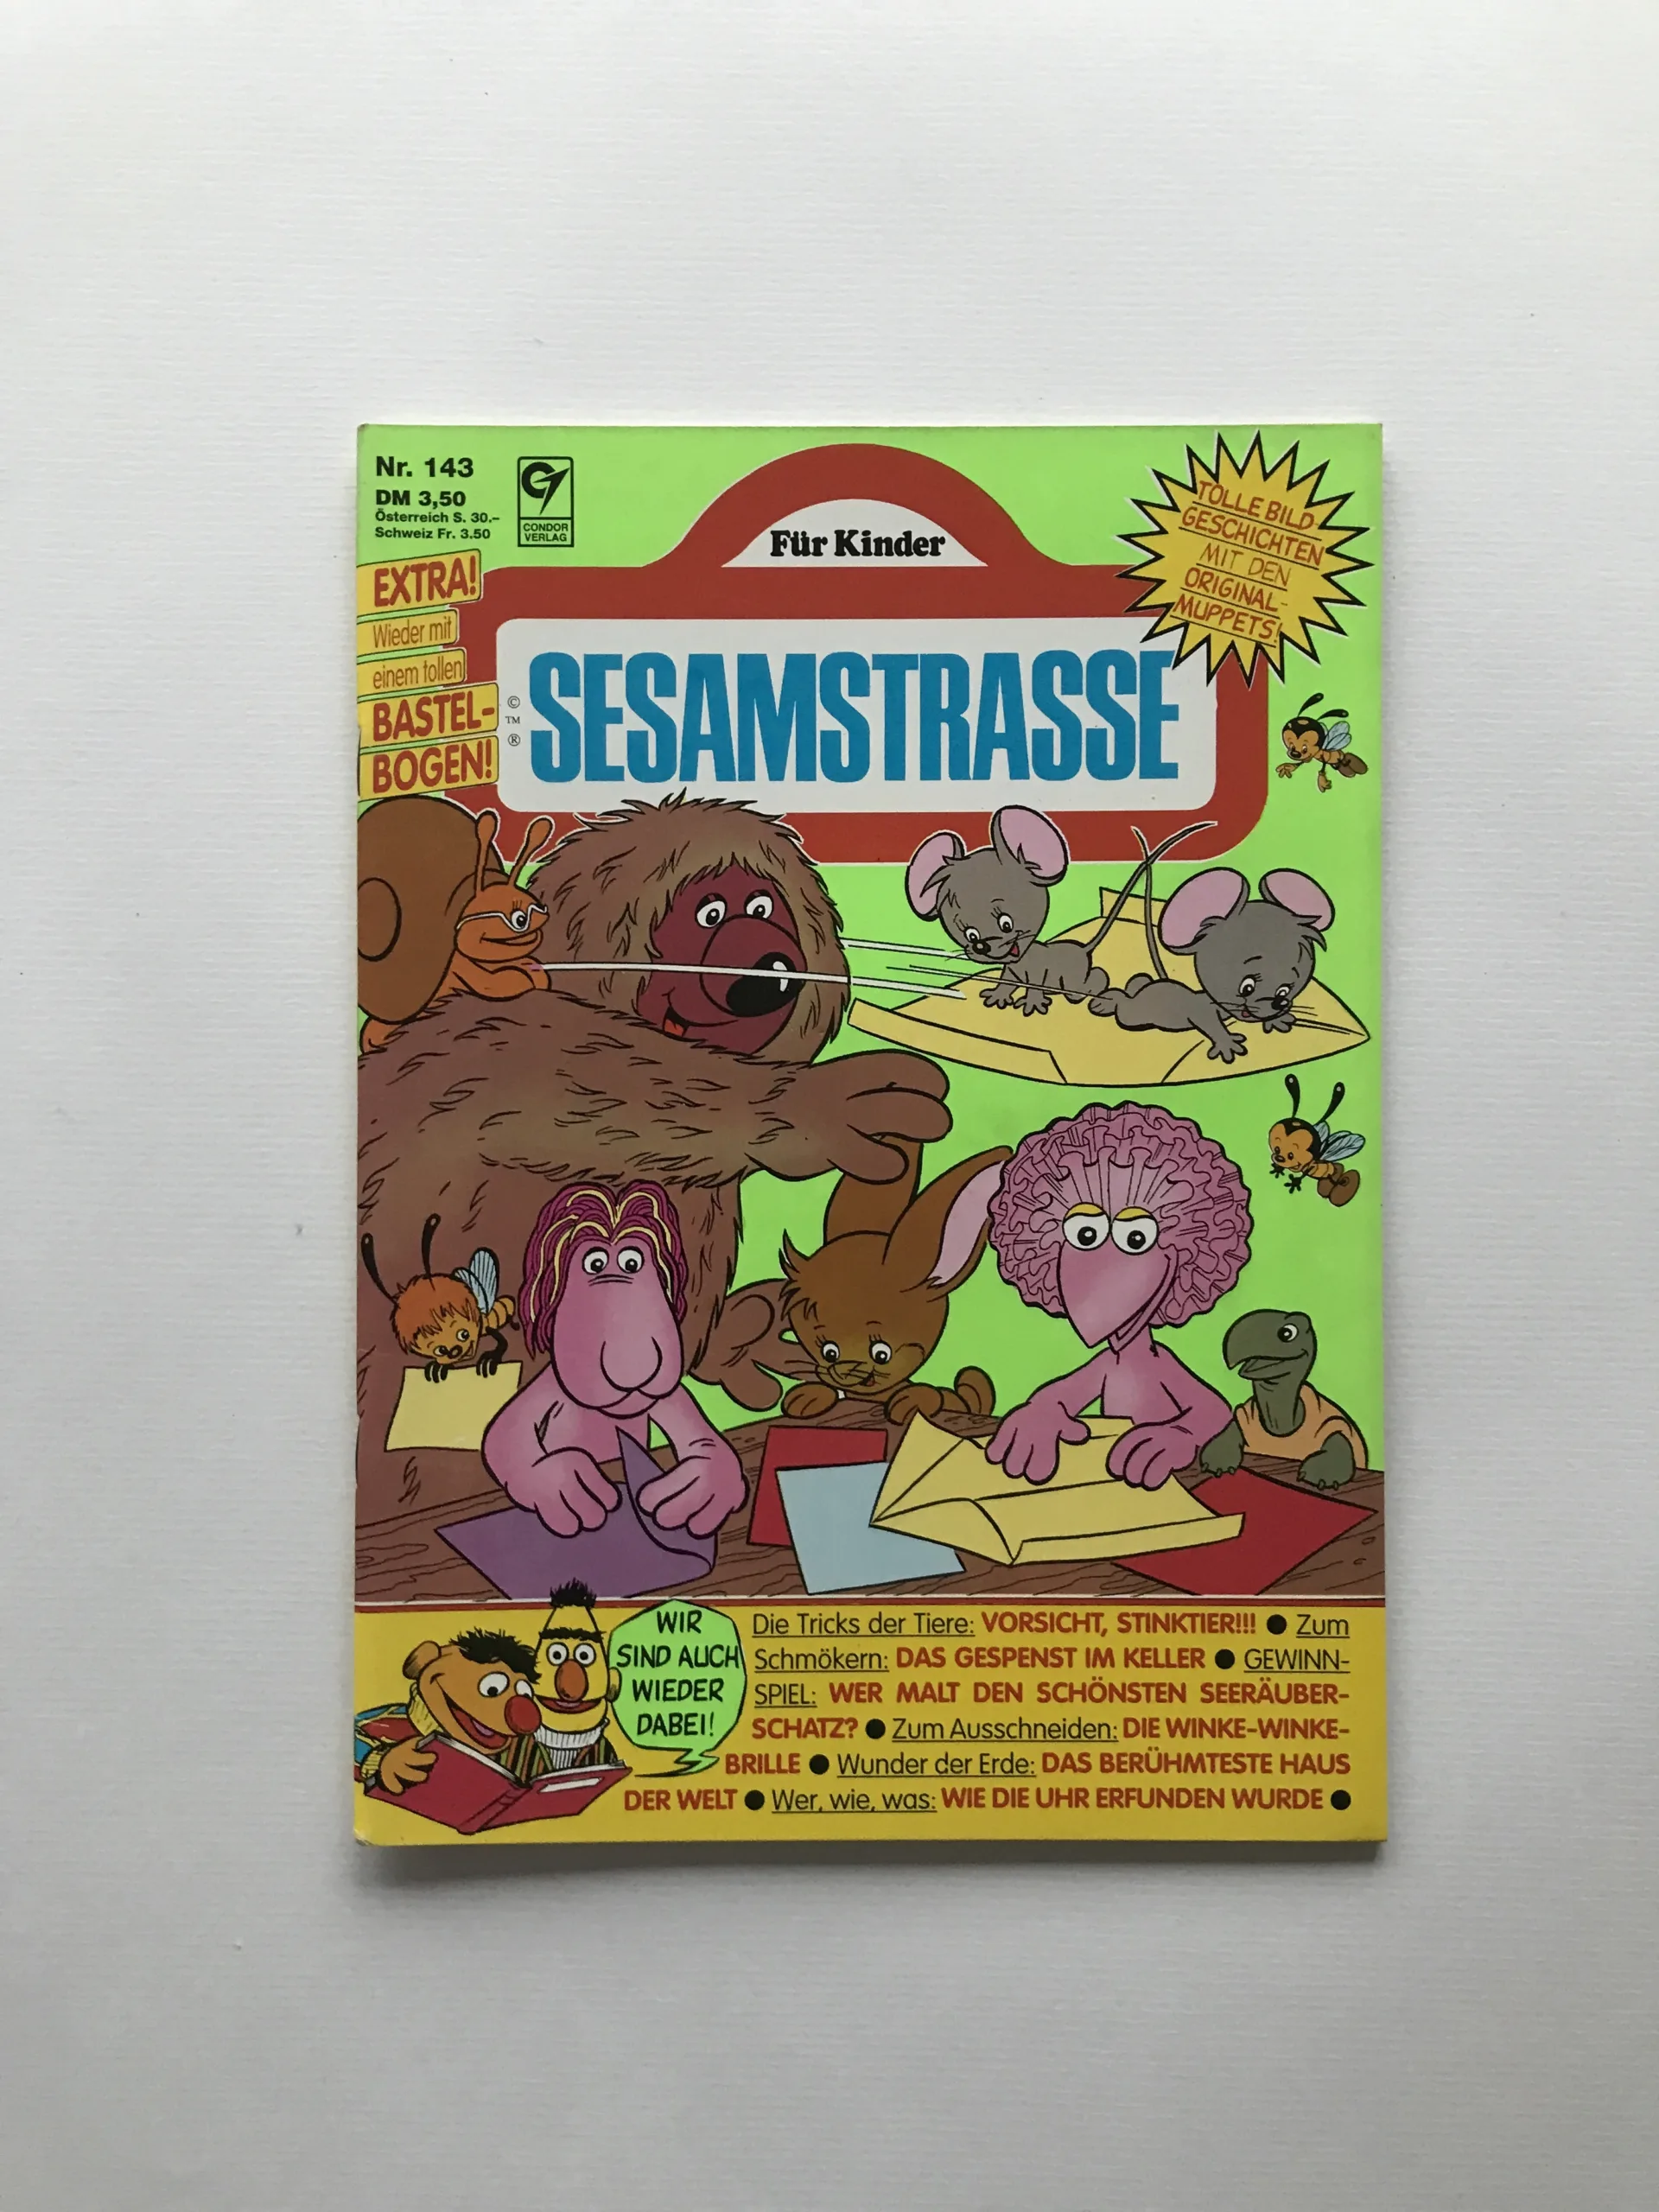 Nr. 143
DM 3,50
Österreich S. 30.–
Schweiz Fr. 3.50
CONDOR
VERLAG
Für Kinder
TOLLE BILD-
GESCHICHTEN
MIT DEN
ORIGINAL-
MUPPETS!
EXTRA!
Wieder mit
einem tollen
BASTEL-
BOGEN!
©
TM
®
SESAMSTRASSE
WIR
SIND AUCH
WIEDER
DABEI!
Die Tricks der Tiere: VORSICHT, STINKTIER!!! ● Zum
Schmökern: DAS GESPENST IM KELLER ● GEWINN-
SPIEL: WER MALT DEN SCHÖNSTEN SEERÄUBER-
SCHATZ? ● Zum Ausschneiden: DIE WINKE-WINKE-
BRILLE ● Wunder der Erde: DAS BERÜHMTESTE HAUS
DER WELT ● Wer, wie, was: WIE DIE UHR ERFUNDEN WURDE ●